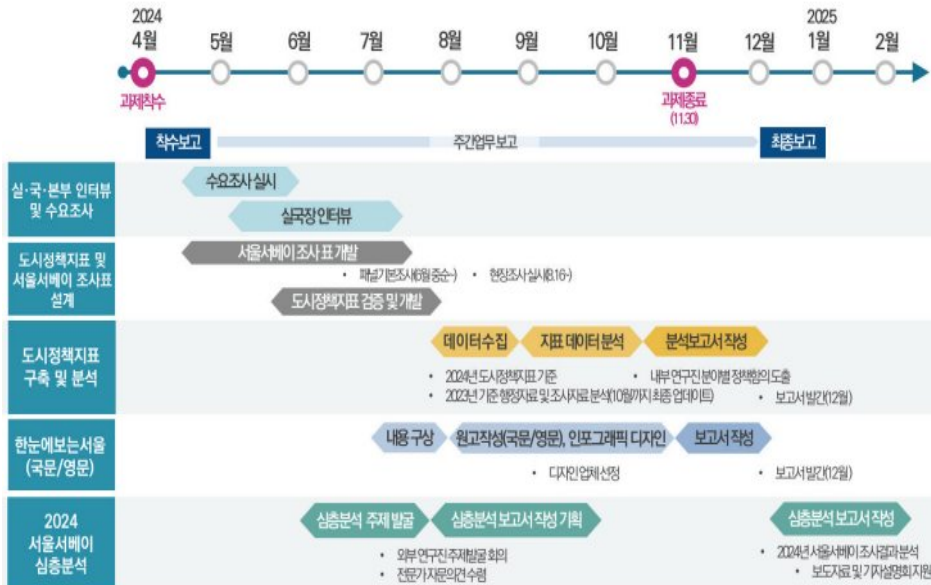 2024
2025
4월
5월
6월
7월
8월
9월
10월
11월
12월
1월
2월
과제착수
과제종료
(11.30)
착수보고
주간업무 보고
최종보고
실·국·본부 인터뷰
및 수요조사
수요조사 실시
실국장 인터뷰
도시정책지표 및
서울서베이 조사표
설계
서울서베이 조사표 개발
• 패널기본조사(6월 중순~)
• 현장조사 실시(8.16~)
도시정책지표 검증 및 개발
도시정책지표
구축 및 분석
데이터 수집
지표 데이터 분석
분석보고서 작성
• 2024년 도시정책지표 기준
• 내부 연구진 분야별 정책함의 도출
• 2023년 기준 행정자료 및 조사자료 분석(10월까지 최종 업데이트)
• 보고서 발간(12월)
한눈에보는서울
(국문/영문)
내용 구상
원고작성(국문/영문), 인포그래픽 디자인
보고서 작성
• 디자인 업체 선정
• 보고서 발간(12월)
2024
서울서베이
심층분석
심층분석 주제 발굴
심층분석 보고서 작성 기획
심층분석 보고서 작성
• 외부 연구진 주제발굴 회의
• 전문가 자문의견 수렴
• 2024년 서울서베이 조사결과 분석
• 보도자료 및 기자설명회 지원